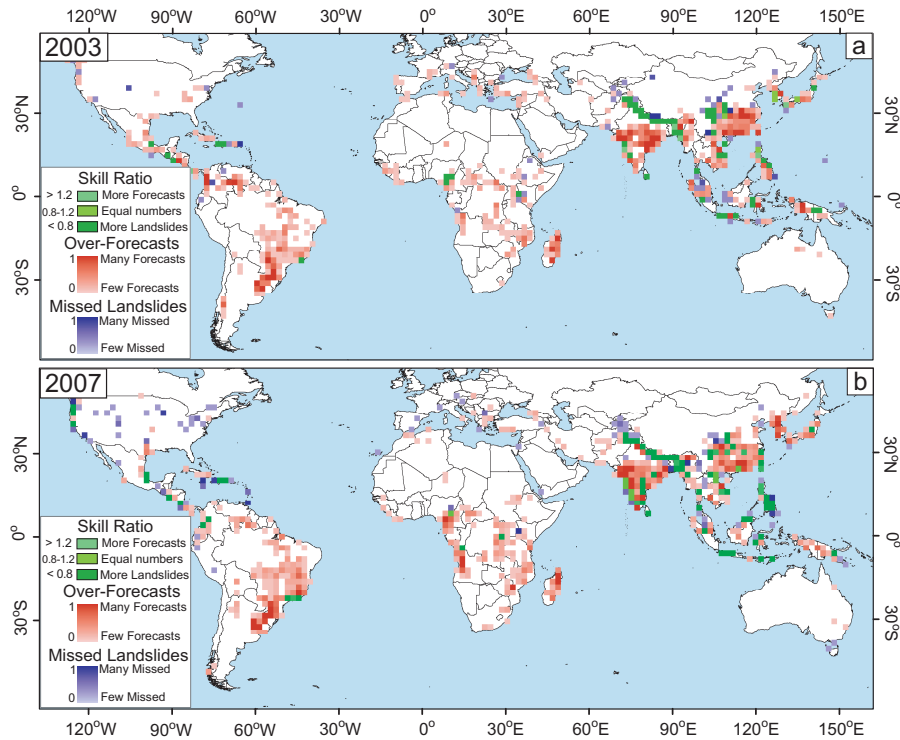 120°W 90°W 60°W 30°W 0° 30°E 60°E 90°E 120°E 150°E
2003
a
30°N
0°
30°S
30°N
0°
30°S
Skill Ratio
> 1.2 More Forecasts
0.8-1.2 Equal numbers
< 0.8 More Landslides
Over-Forecasts
1 Many Forecasts
0 Few Forecasts
Missed Landslides
1 Many Missed
0 Few Missed
2007
b
30°N
0°
30°S
30°N
0°
30°S
Skill Ratio
> 1.2 More Forecasts
0.8-1.2 Equal numbers
< 0.8 More Landslides
Over-Forecasts
1 Many Forecasts
0 Few Forecasts
Missed Landslides
1 Many Missed
0 Few Missed
120°W 90°W 60°W 30°W 0° 30°E 60°E 90°E 120°E 150°E